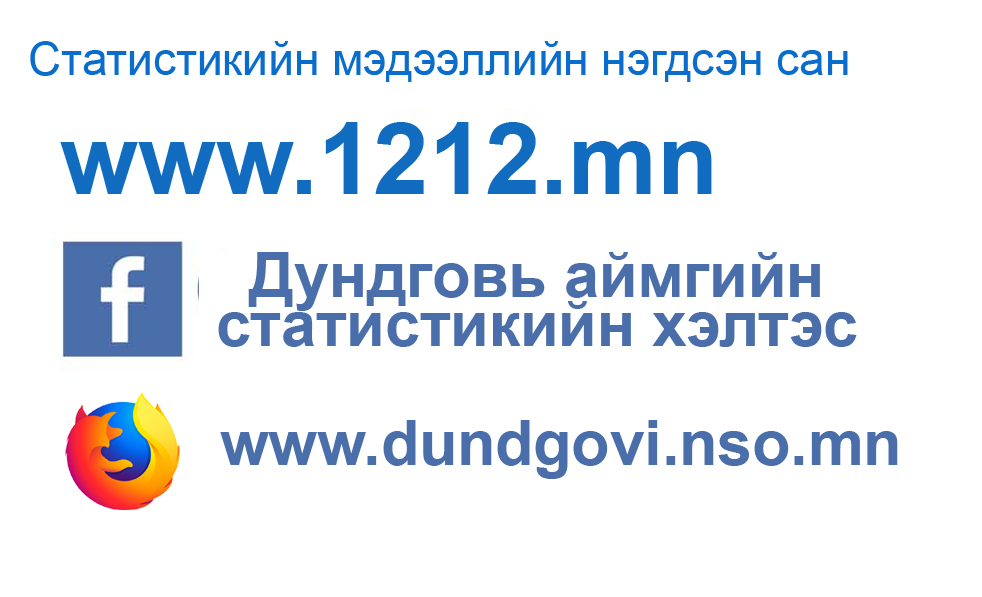 Статистикийн мэдээллийн нэгдсэн сан
www.1212.mn
Дундговь аймгийн
статистикийн хэлтэс
www.dundgovi.nso.mn